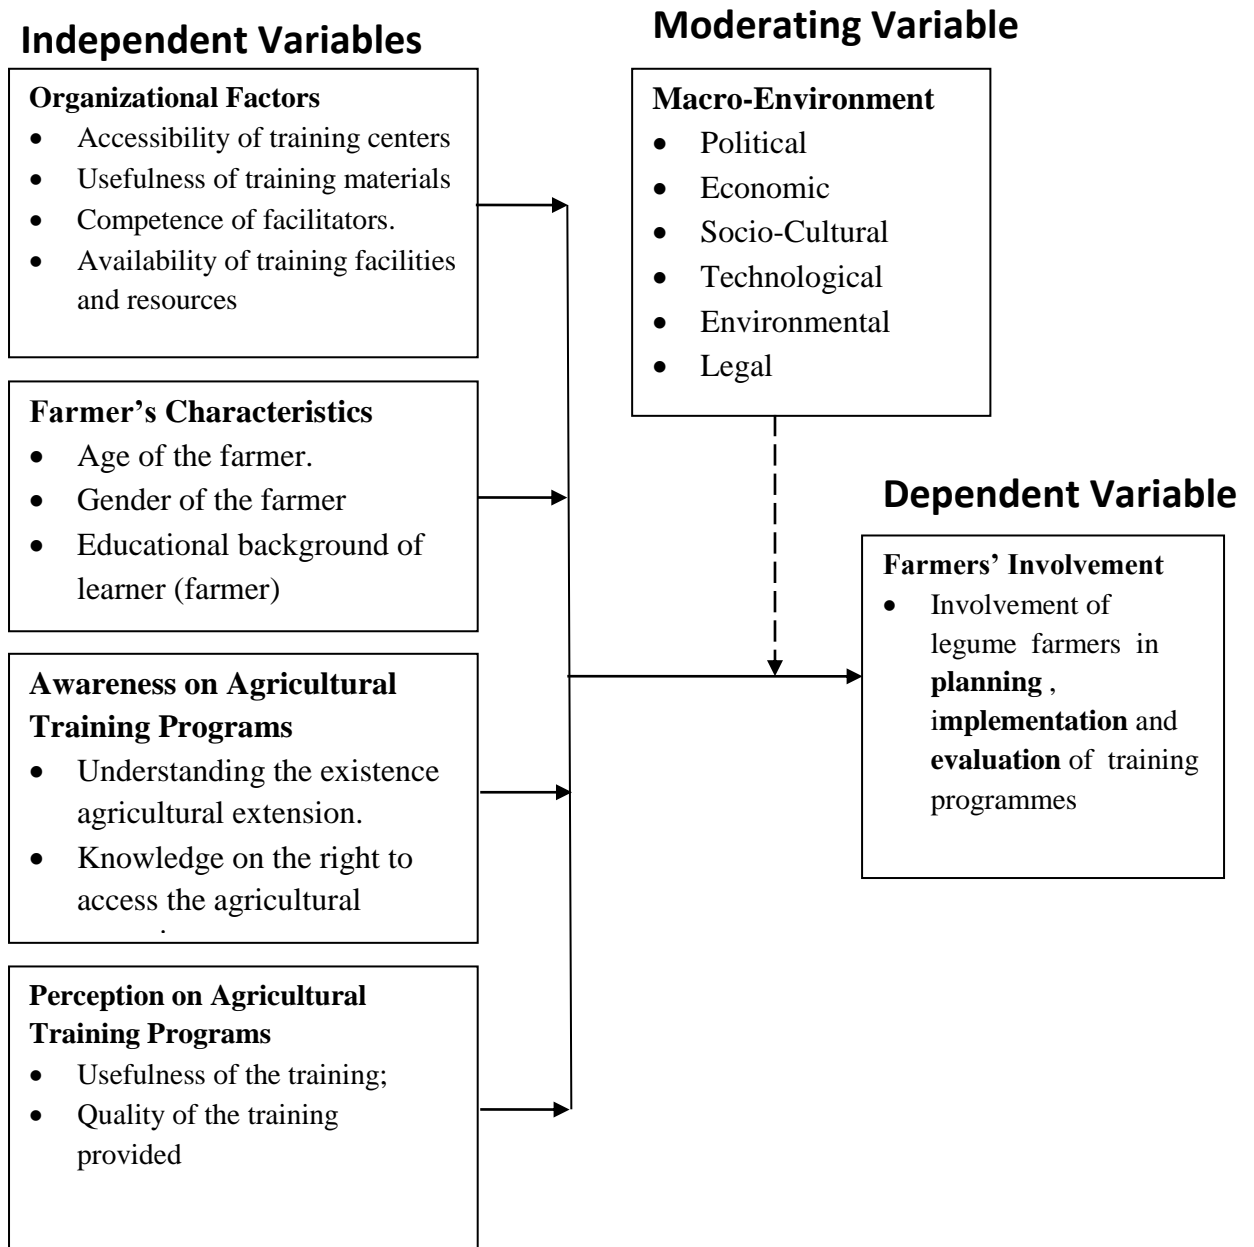 Independent Variables
Organizational Factors
• Accessibility of training centers
• Usefulness of training materials
• Competence of facilitators.
• Availability of training facilities
and resources
Farmer’s Characteristics
• Age of the farmer.
• Gender of the farmer
• Educational background of
learner (farmer)
Awareness on Agricultural
Training Programs
• Understanding the existence
agricultural extension.
• Knowledge on the right to
access the agricultural
Perception on Agricultural
Training Programs
• Usefulness of the training;
• Quality of the training
provided
Moderating Variable
Macro-Environment
• Political
• Economic
• Socio-Cultural
• Technological
• Environmental
• Legal
Dependent Variable
Farmers’ Involvement
• Involvement of
legume farmers in
planning ,
implementation and
evaluation of training
programmes